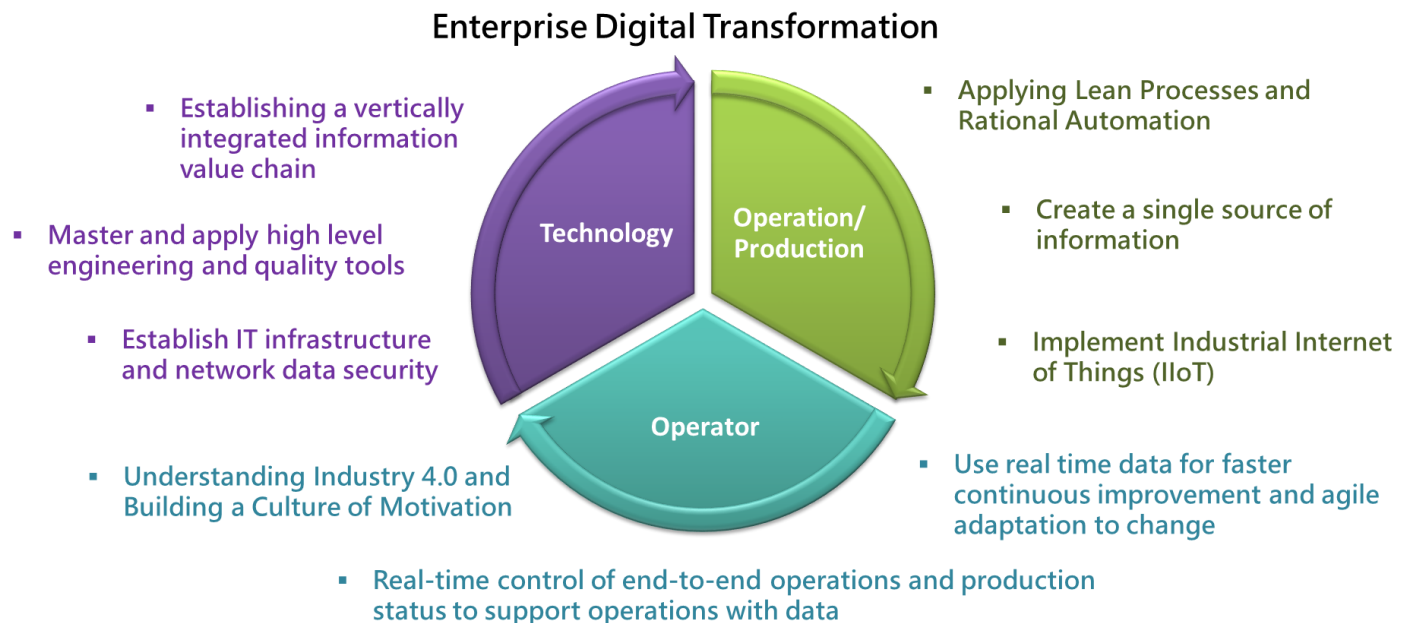 Enterprise Digital Transformation
▪ Establishing a vertically
integrated information
value chain
▪ Master and apply high level
engineering and quality tools
▪ Establish IT infrastructure
and network data security
▪ Understanding Industry 4.0 and
Building a Culture of Motivation
Technology
Operation/
Production
Operator
▪ Applying Lean Processes and
Rational Automation
▪ Create a single source of
information
▪ Implement Industrial Internet
of Things (IIoT)
▪ Use real time data for faster
continuous improvement and agile
adaptation to change
▪ Real-time control of end-to-end operations and production
status to support operations with data